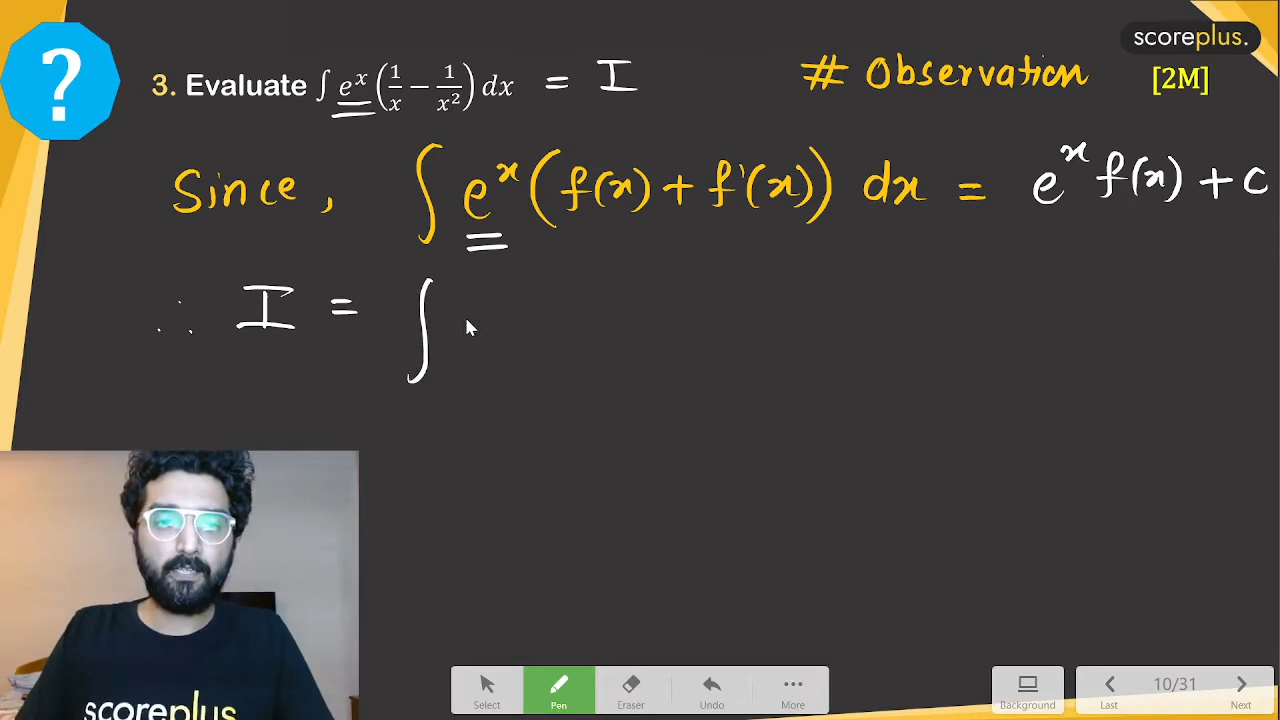 ?
scoreplus.
3. Evaluate ∫ eˣ (1/x − 1/x²) dx = I
# Observation
[2M]
Since, ∫ eˣ (f(x) + f'(x)) dx = eˣ f(x) + c
∴ I = ∫
scoreplus
Select Pen Eraser Undo More
Background
Last 10/31 Next